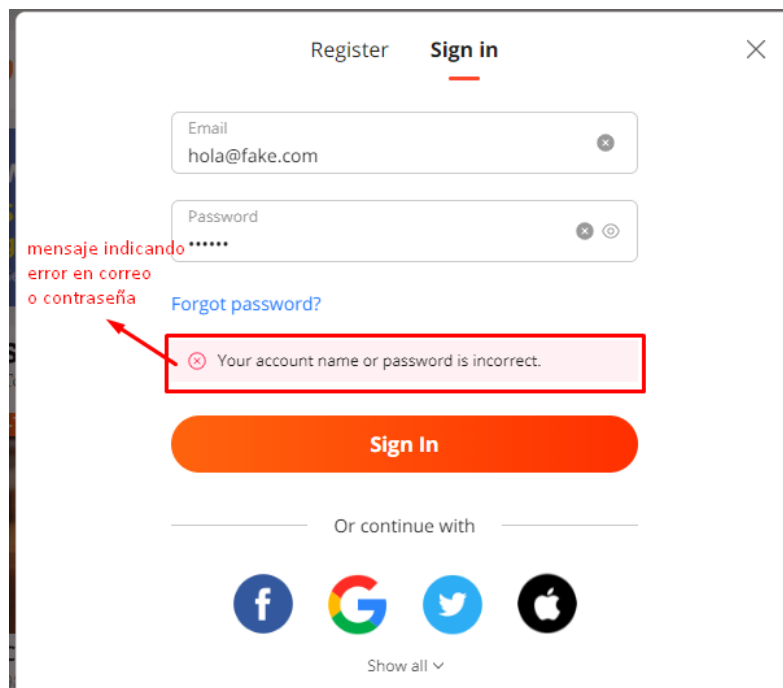 Register Sign in
Email
hola@fake.com
Password
••••••
mensaje indicando
error en correo
o contraseña
Forgot password?
Your account name or password is incorrect.
Sign In
Or continue with
Show all